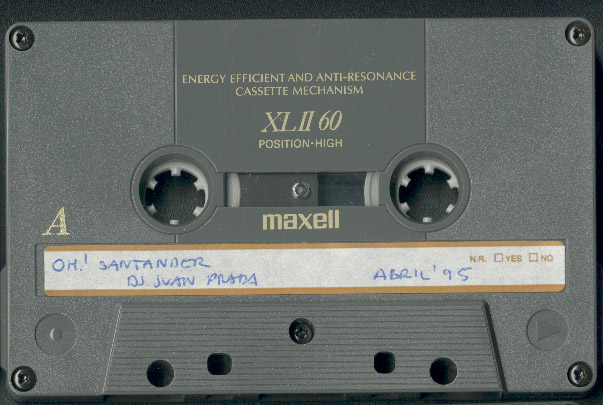 ENERGY EFFICIENT AND ANTI-RESONANCE
CASSETTE MECHANISM
XLII 60
POSITION·HIGH
maxell
A
OH.! SANTANDER
N.R. YES NO
DJ JUAN PRADA ABRIL'95